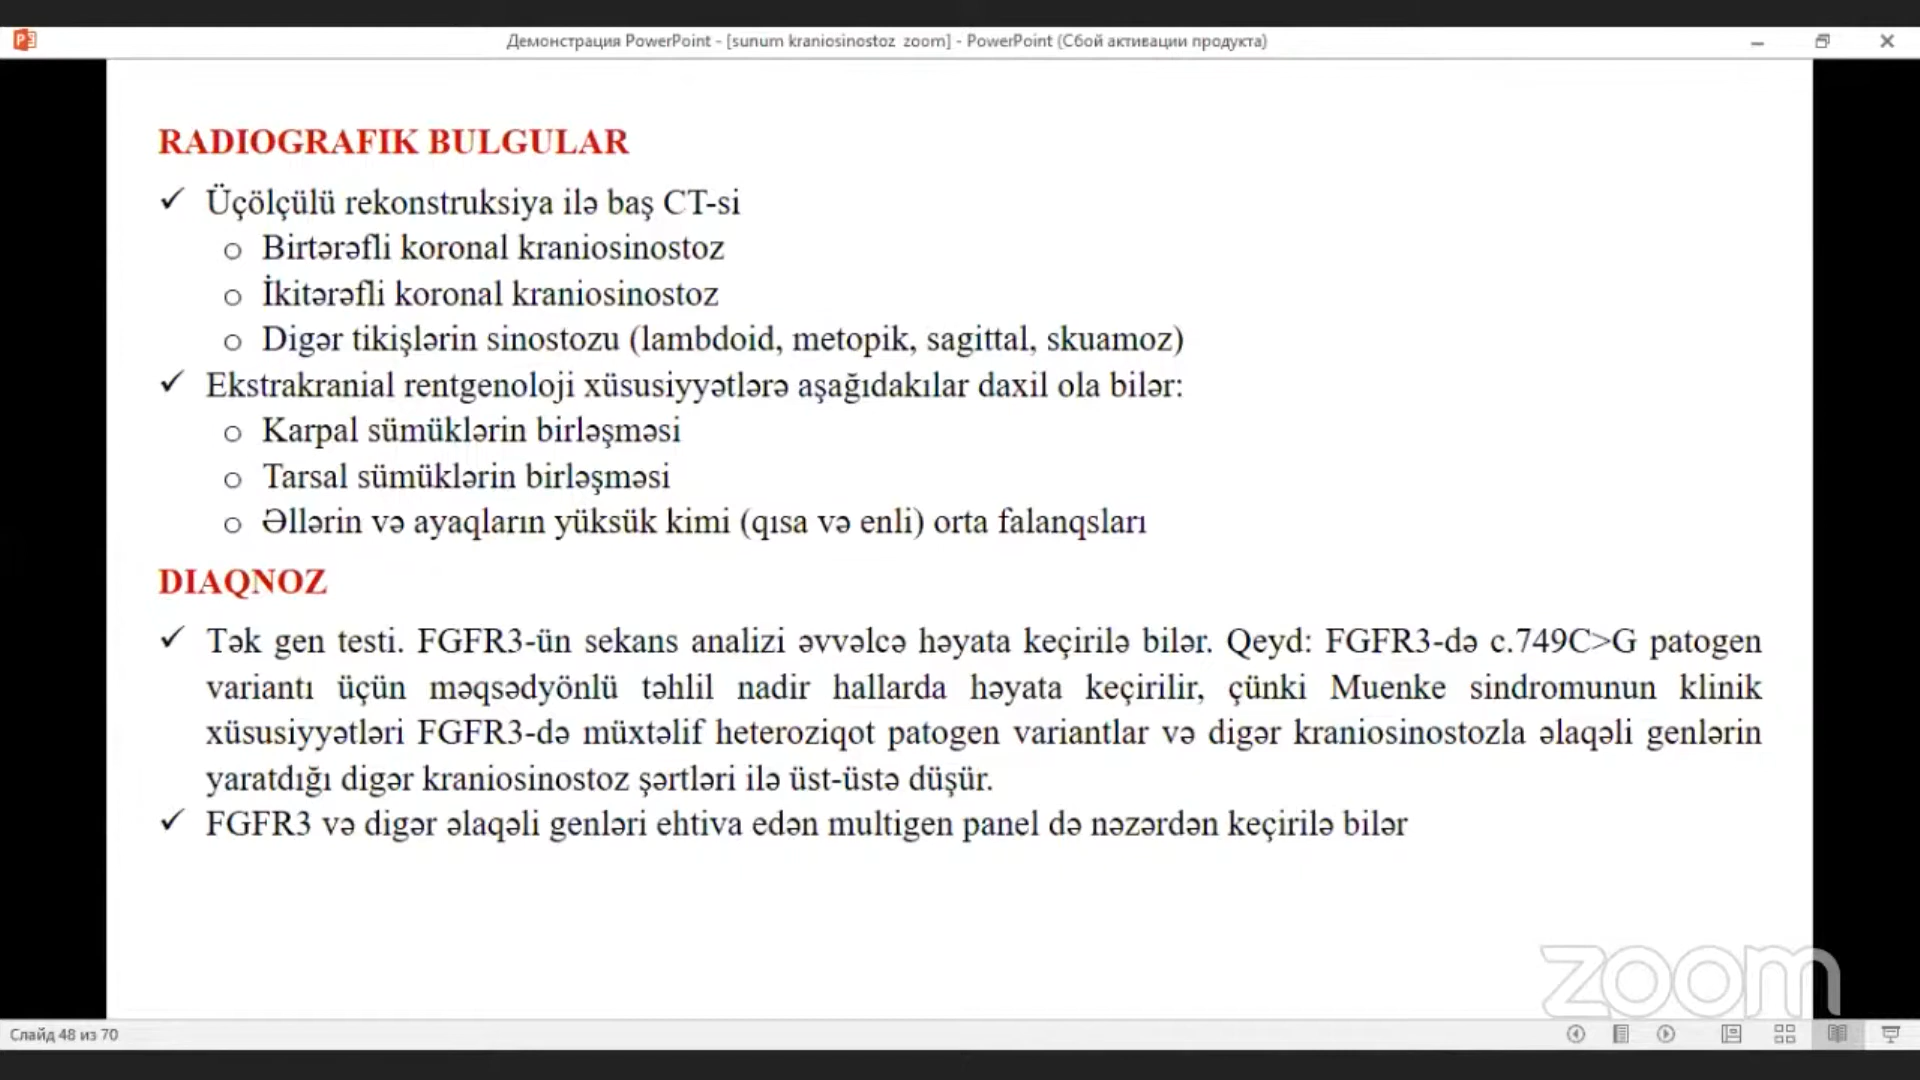 Демонстрация PowerPoint - [sunum kraniosinostoz zoom] - PowerPoint (Сбой активации продукта)
RADIOGRAFIK BULGULAR
✓ Üçölçülü rekonstruksiya ilə baş CT-si
o Birtərəfli koronal kraniosinostoz
o İkitərəfli koronal kraniosinostoz
o Digər tikişlərin sinostozu (lambdoid, metopik, sagittal, skuamoz)
✓ Ekstrakranial rentgenoloji xüsusiyyətlərə aşağıdakılar daxil ola bilər:
o Karpal sümüklərin birləşməsi
o Tarsal sümüklərin birləşməsi
o Əllərin və ayaqların yüksük kimi (qısa və enli) orta falanqsları
DIAQNOZ
✓ Tək gen testi. FGFR3-ün sekans analizi əvvəlcə həyata keçirilə bilər. Qeyd: FGFR3-də c.749C>G patogen
variantı üçün məqsədyönlü təhlil nadir hallarda həyata keçirilir, çünki Muenke sindromunun klinik
xüsusiyyətləri FGFR3-də müxtəlif heteroziqot patogen variantlar və digər kraniosinostozla əlaqəli genlərin
yaratdığı digər kraniosinostoz şərtləri ilə üst-üstə düşür.
✓ FGFR3 və digər əlaqəli genləri ehtiva edən multigen panel də nəzərdən keçirilə bilər
zoom
Слайд 48 из 70